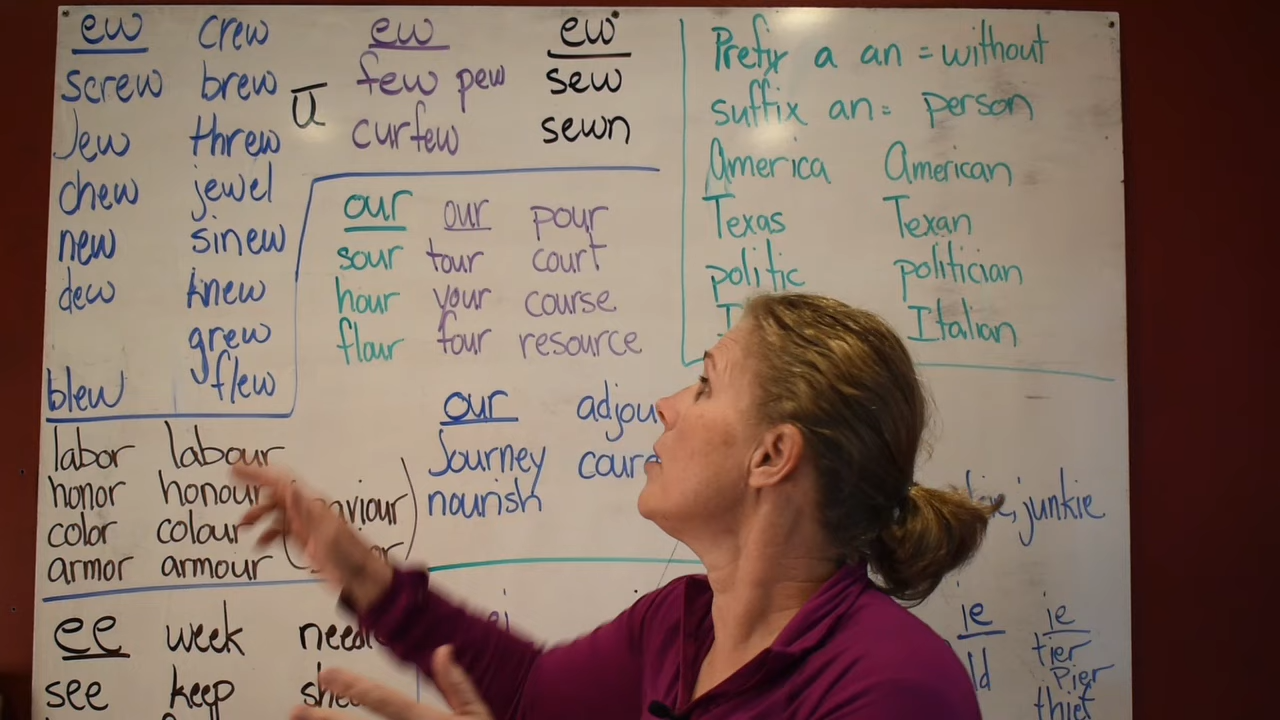 ew crew
screw brew
Jew threw
chew jewel
new sinew
dew knew
grew
blew flew
ū
ew
few pew
curfew
ew
sew
sewn
Prefix a an = without
suffix an = person
America American
Texas Texan
politic politician
Italian
our our pour
sour tour court
hour your course
flour four resource
our
Journey
nourish
labor labour
honor honour
color colour
armor armour
junkie
ee week
see keep
ie ie
tier
Pier
thief